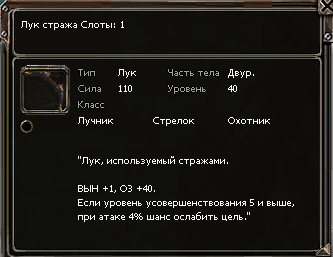 Лук стража Слоты: 1
Тип Лук Часть тела Двур.
Сила 110 Уровень 40
Класс
Лучник Стрелок Охотник
"Лук, используемый стражами.
ВЫН +1, ОЗ +40.
Если уровень усовершенствования 5 и выше,
при атаке 4% шанс ослабить цель."